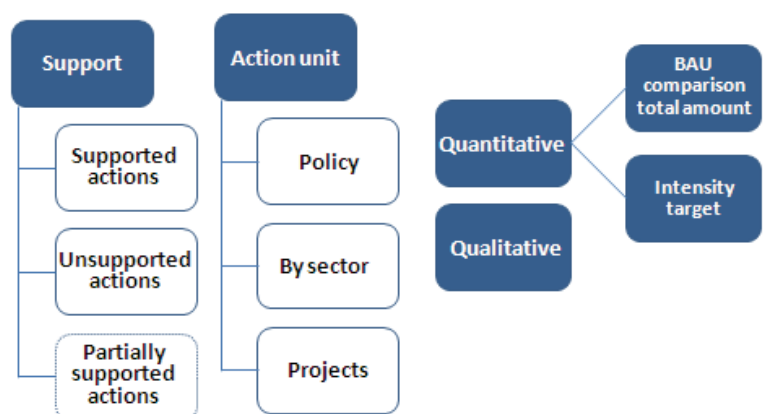 Support
Supported
actions
Unsupported
actions
Partially
supported
actions
Action unit
Policy
By sector
Projects
Quantitative
Qualitative
BAU
comparison
total amount
Intensity
target